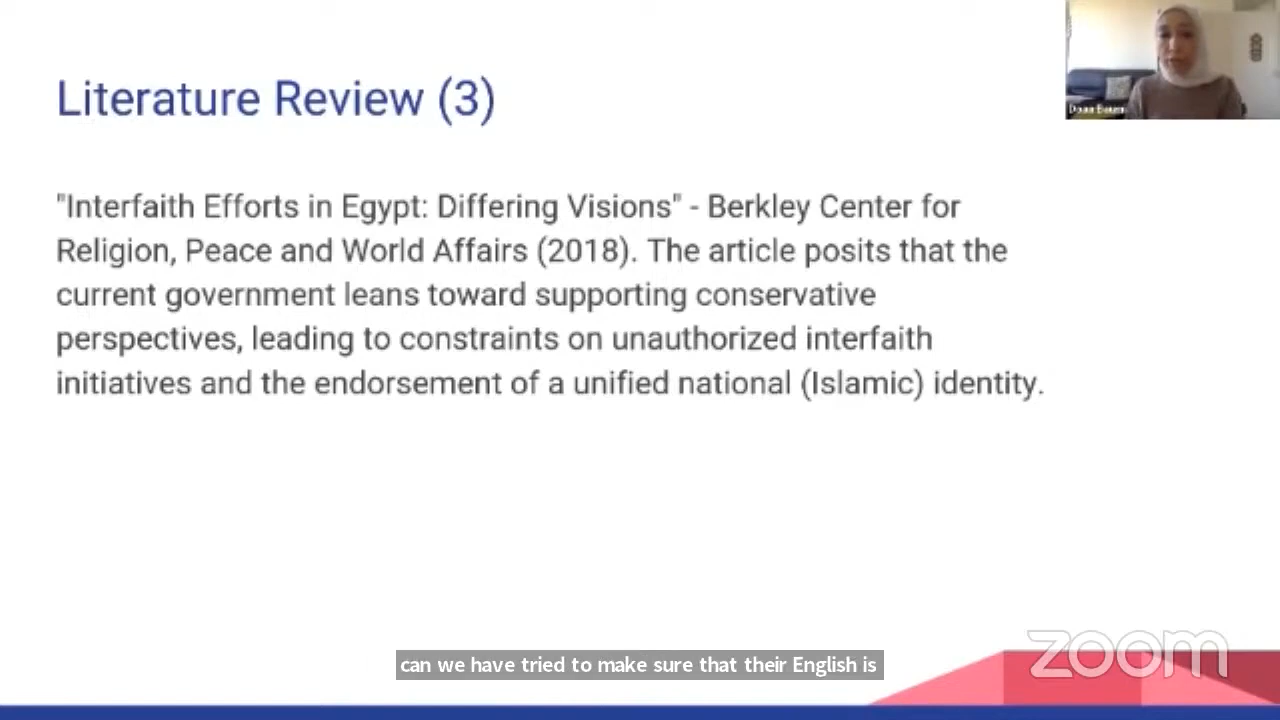 Literature Review (3)
"Interfaith Efforts in Egypt: Differing Visions" - Berkley Center for
Religion, Peace and World Affairs (2018). The article posits that the
current government leans toward supporting conservative
perspectives, leading to constraints on unauthorized interfaith
initiatives and the endorsement of a unified national (Islamic) identity.
can we have tried to make sure that their English is
zoom